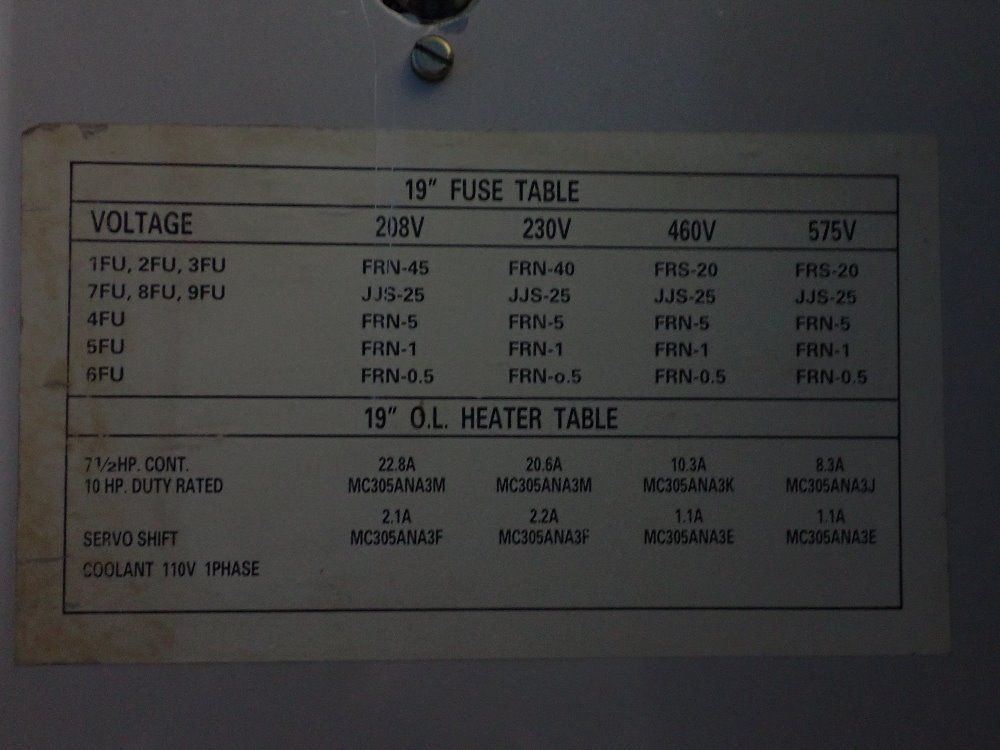 19" FUSE TABLE
VOLTAGE 208V 230V 460V 575V
1FU, 2FU, 3FU FRN-45 FRN-40 FRS-20 FRS-20
7FU, 8FU, 9FU JJS-25 JJS-25 JJS-25 JJS-25
4FU FRN-5 FRN-5 FRN-5 FRN-5
5FU FRN-1 FRN-1 FRN-1 FRN-1
6FU FRN-0.5 FRN-o.5 FRN-0.5 FRN-0.5
19" O.L. HEATER TABLE
7½HP. CONT. 22.8A 20.6A 10.3A 8.3A
10 HP. DUTY RATED MC305ANA3M MC305ANA3M MC305ANA3K MC305ANA3J
2.1A 2.2A 1.1A 1.1A
SERVO SHIFT MC305ANA3F MC305ANA3F MC305ANA3E MC305ANA3E
COOLANT 110V 1PHASE